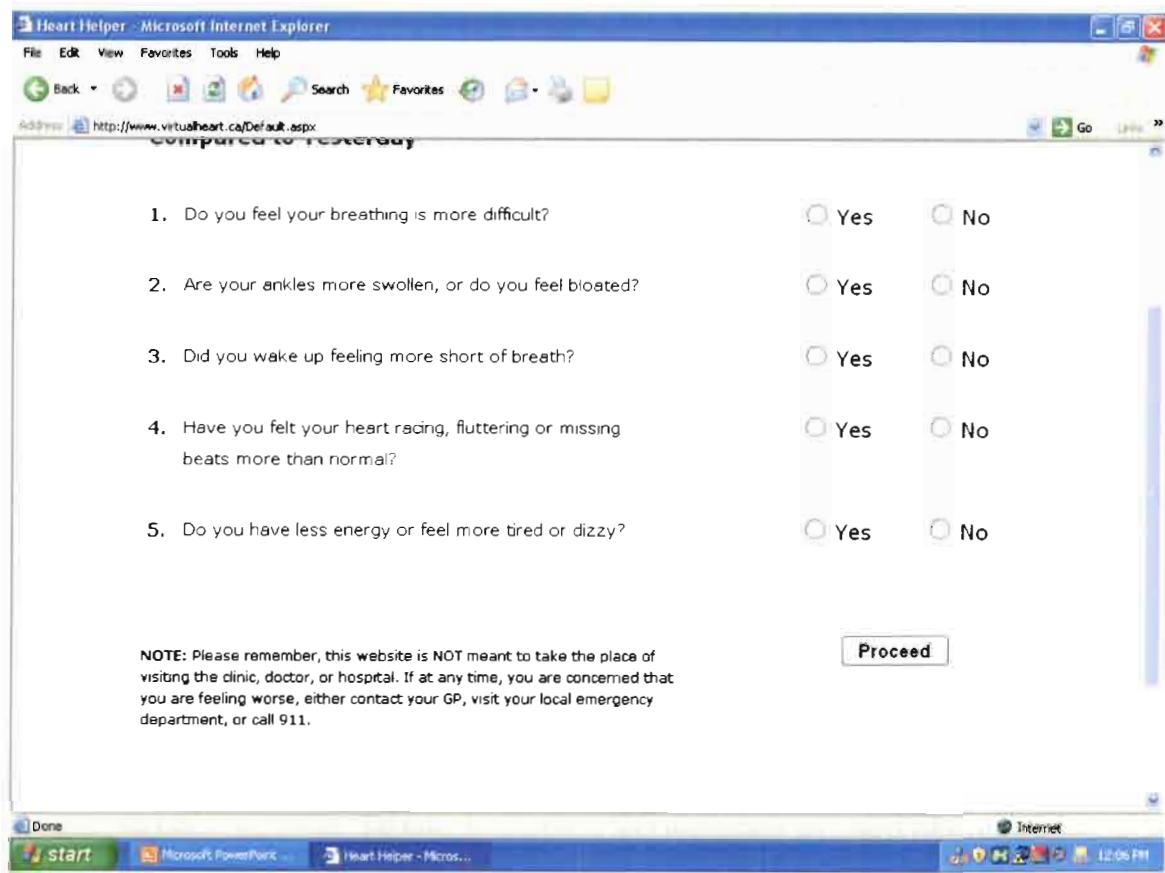 Heart Helper - Microsoft Internet Explorer
File Edit View Favorites Tools Help
Back Search Favorites
Address http://www.virtualheart.ca/Default.aspx Go Links »
Compared to Yesterday
1. Do you feel your breathing is more difficult? Yes No
2. Are your ankles more swollen, or do you feel bloated? Yes No
3. Did you wake up feeling more short of breath? Yes No
4. Have you felt your heart racing, fluttering or missing Yes No
beats more than normal?
5. Do you have less energy or feel more tired or dizzy? Yes No
Proceed
NOTE: Please remember, this website is NOT meant to take the place of
visiting the clinic, doctor, or hospital. If at any time, you are concerned that
you are feeling worse, either contact your GP, visit your local emergency
department, or call 911.
Done Internet
start Microsoft PowerPoint ... Heart Helper - Micros... 12:06 PM